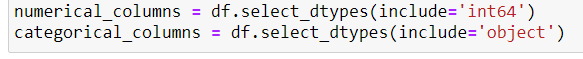 numerical_columns = df.select_dtypes(include='int64')
categorical_columns = df.select_dtypes(include='object')